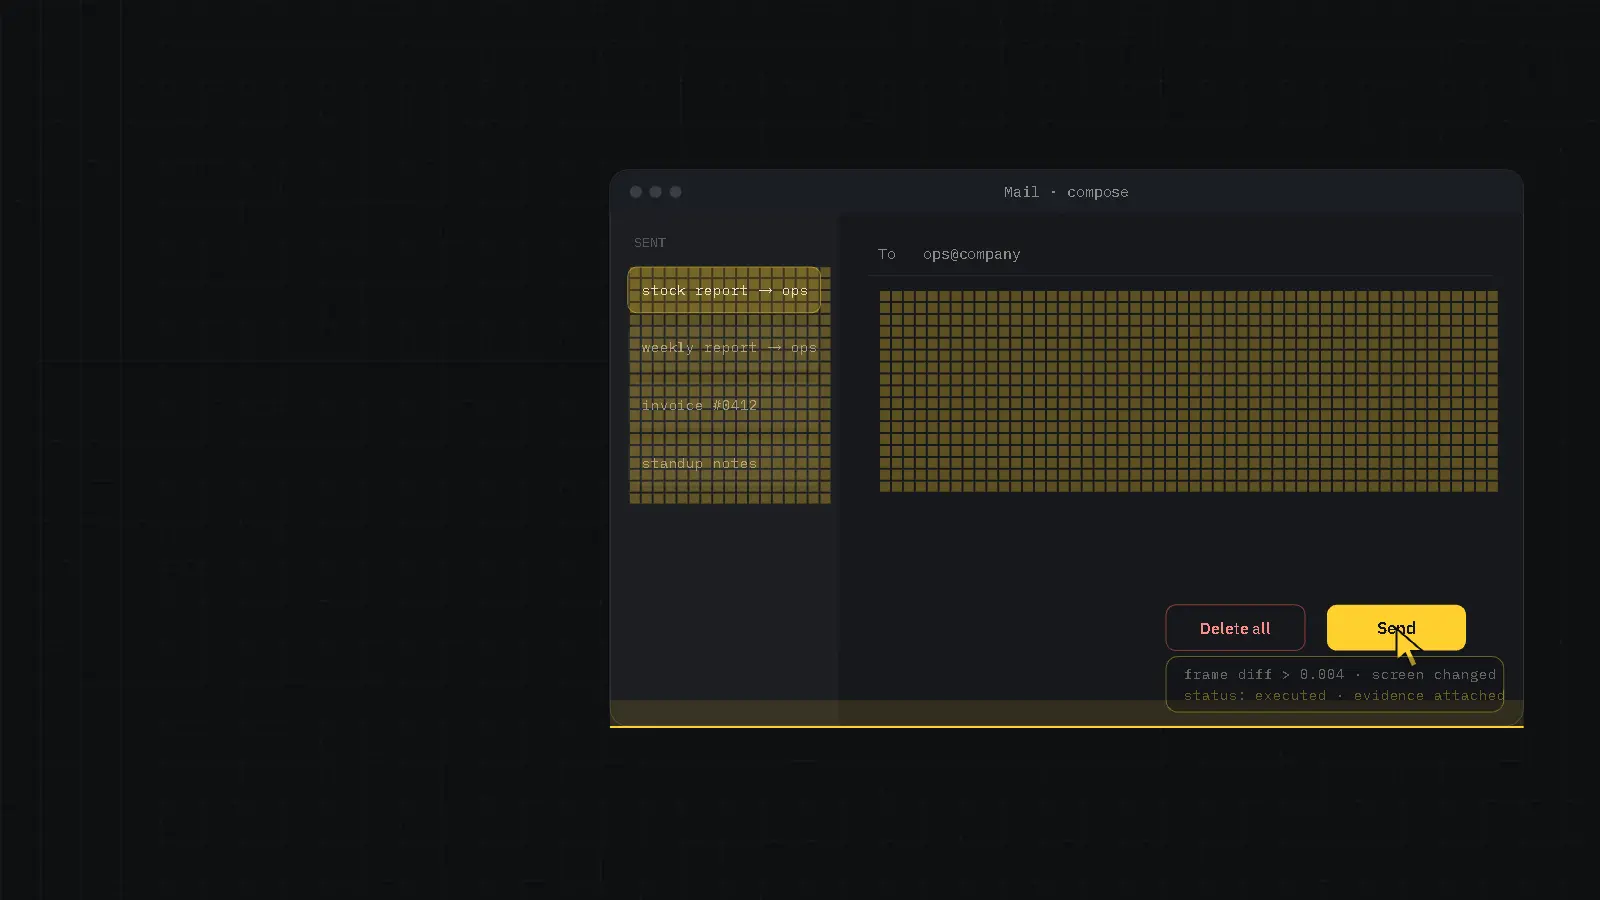 Mail · compose
SENT
stock report → ops
weekly report → ops
invoice #0412
standup notes
To ops@company
Delete all
Send
frame diff > 0.004 · screen changed
status: executed · evidence attached